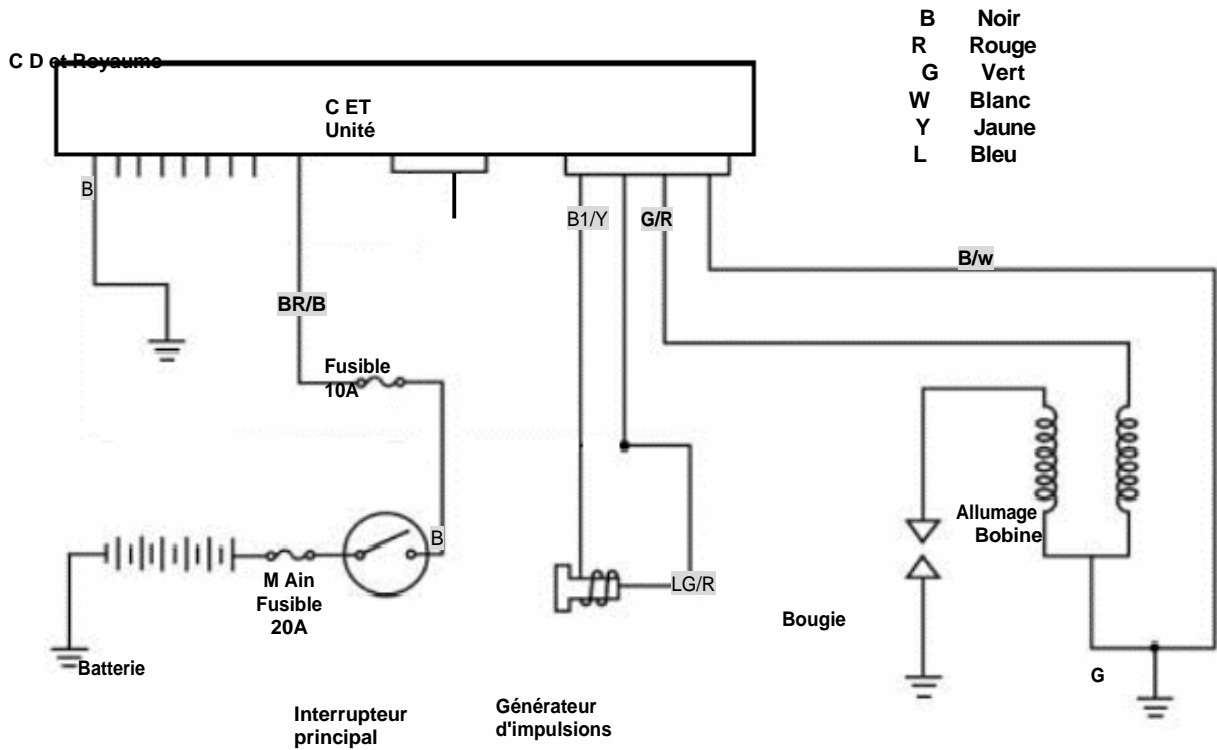 B Noir
R Rouge
G Vert
W Blanc
Y Jaune
L Bleu
C D et Royaume
C ET
Unité
B
B1/Y
G/R
B/w
BR/B
Fusible
10A
Allumage
Bobine
B
M Ain
Fusible
20A
LG/R
Bougie
Batterie
G
Interrupteur
principal
Générateur
d'impulsions